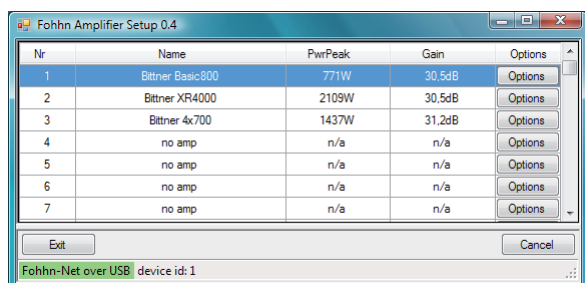 Fohhn Amplifier Setup 0.4
Nr Name PwrPeak Gain Options
1 Bittner Basic800 771W 30,5dB Options
2 Bittner XR4000 2109W 30,5dB Options
3 Bittner 4x700 1437W 31,2dB Options
4 no amp n/a n/a Options
5 no amp n/a n/a Options
6 no amp n/a n/a Options
7 no amp n/a n/a Options
Exit Cancel
Fohhn-Net over USB device id: 1